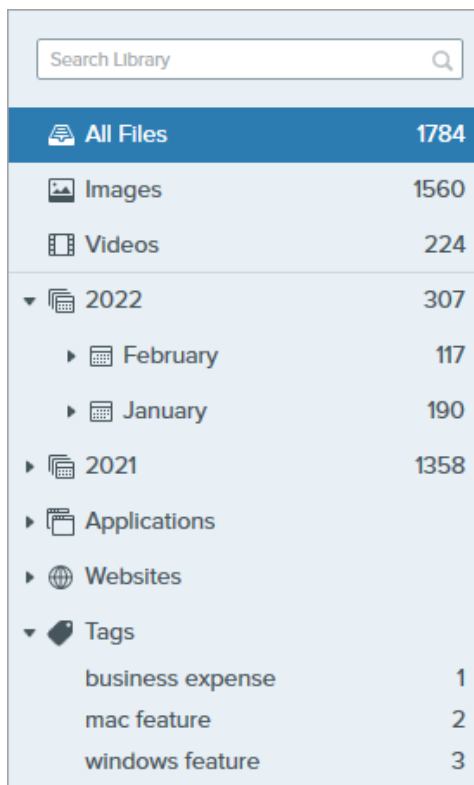 Search Library
All Files 1784
Images 1560
Videos 224
2022 307
February 117
January 190
2021 1358
Applications
Websites
Tags
business expense 1
mac feature 2
windows feature 3